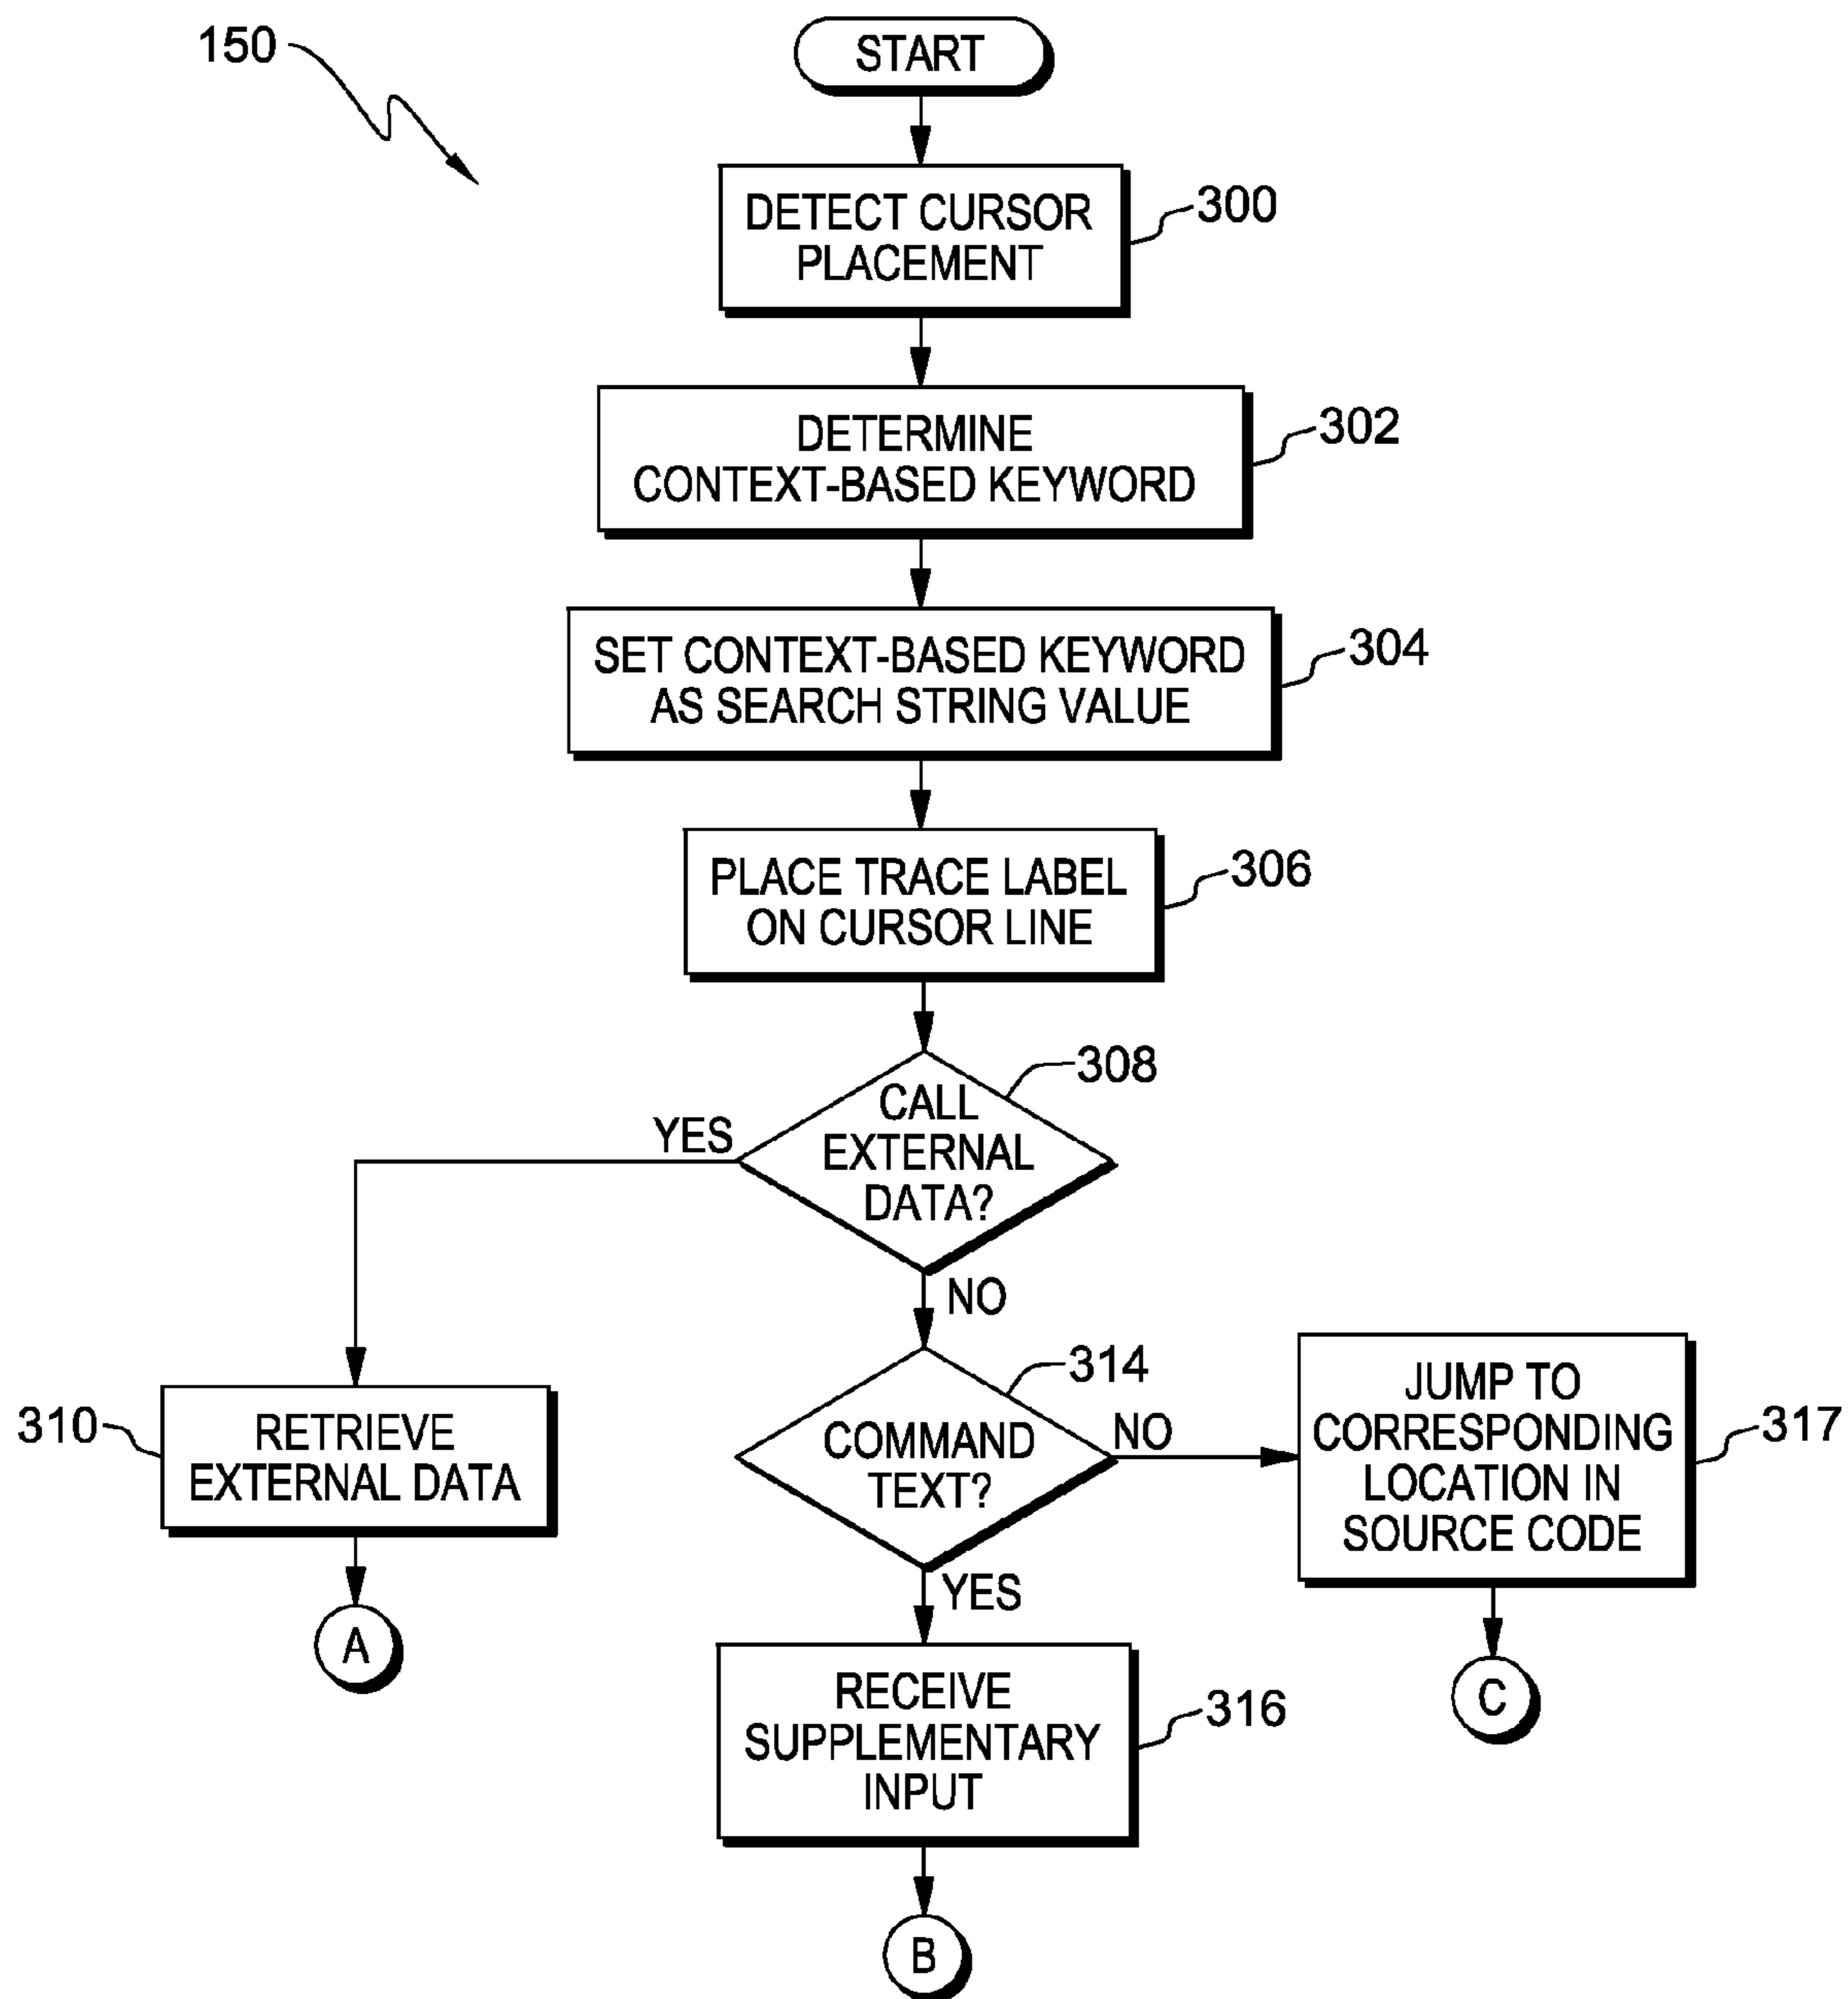 150
START
DETECT CURSOR
PLACEMENT
300
DETERMINE
CONTEXT-BASED KEYWORD
302
SET CONTEXT-BASED KEYWORD
AS SEARCH STRING VALUE
304
PLACE TRACE LABEL
ON CURSOR LINE
306
308
CALL
EXTERNAL
DATA?
YES
NO
310
RETRIEVE
EXTERNAL DATA
A
314
COMMAND
TEXT?
NO
YES
JUMP TO
CORRESPONDING
LOCATION IN
SOURCE CODE
317
C
RECEIVE
SUPPLEMENTARY
INPUT
316
B